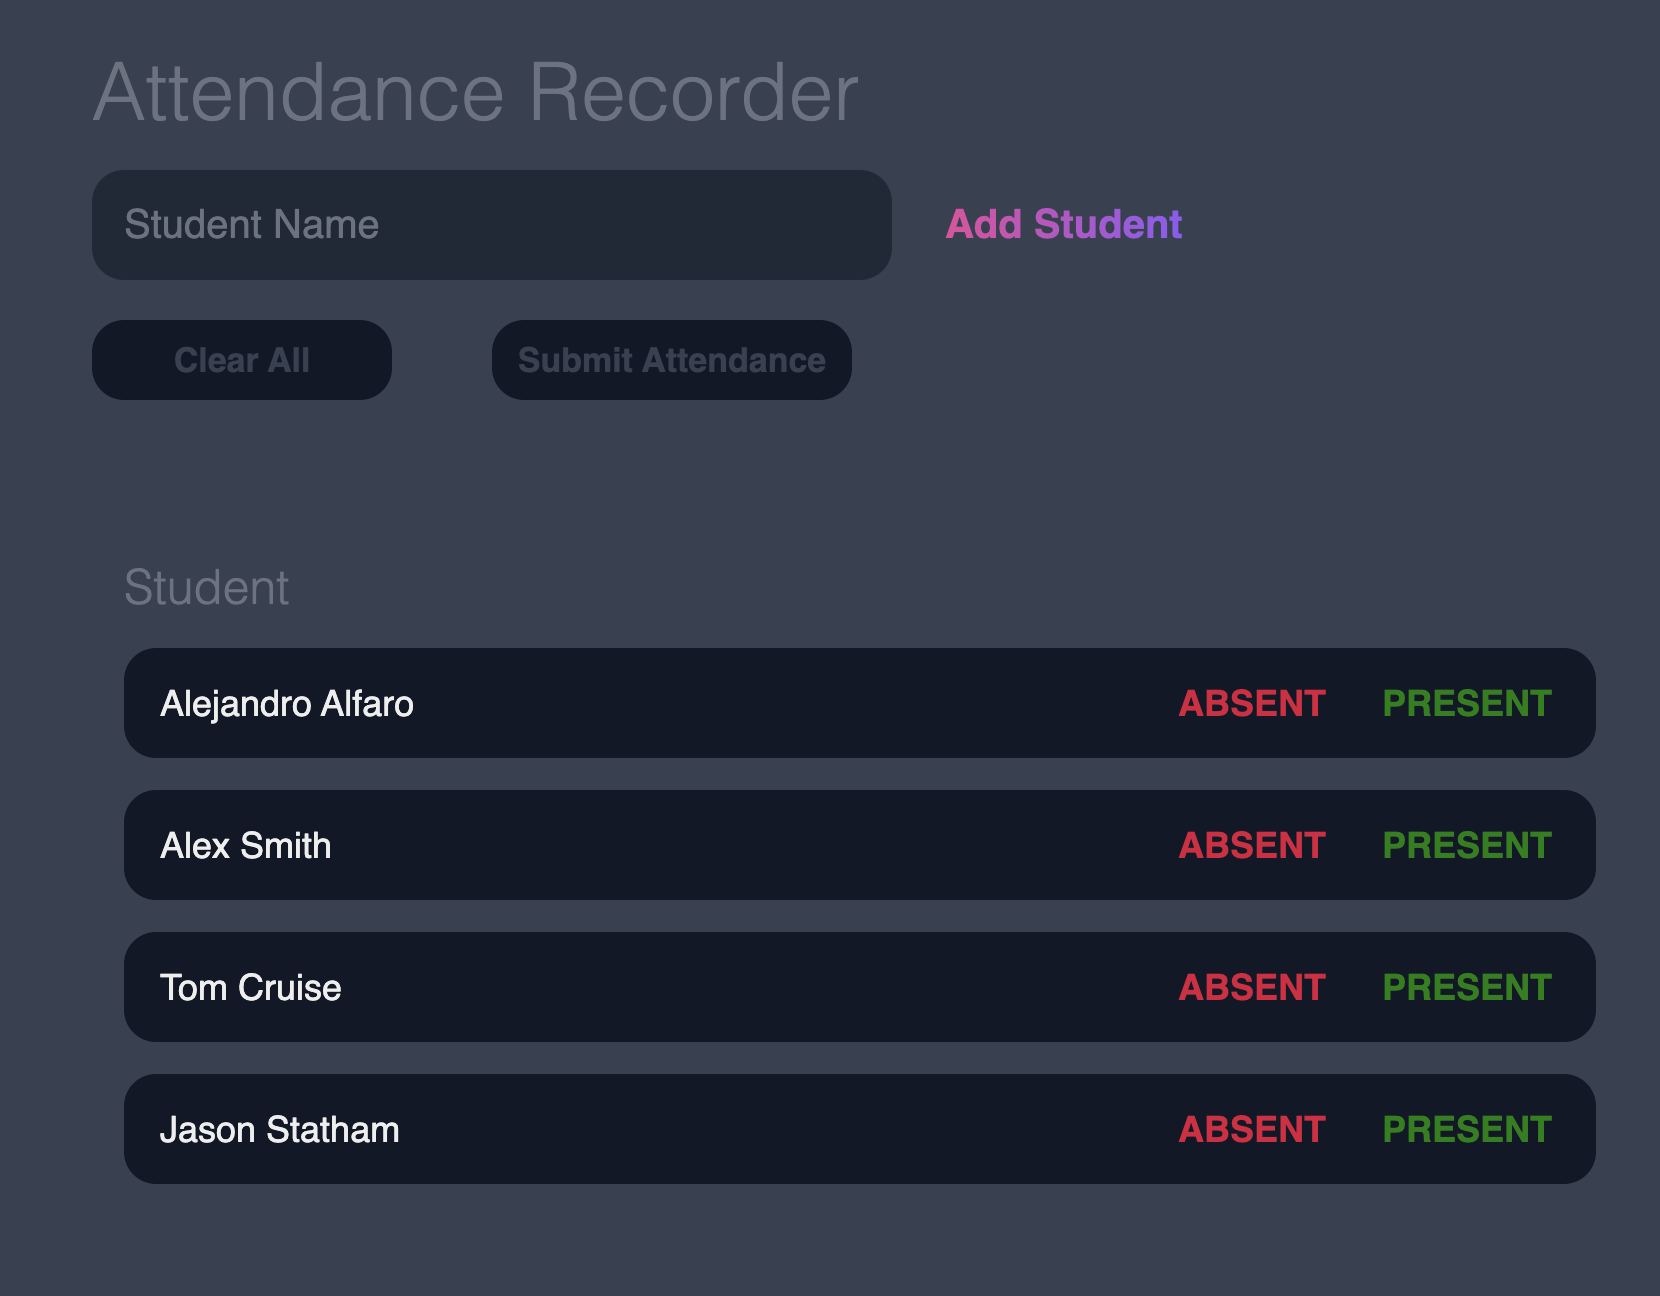 Attendance Recorder
Student Name
Add Student
Clear All
Submit Attendance
Student
Alejandro Alfaro ABSENT PRESENT
Alex Smith ABSENT PRESENT
Tom Cruise ABSENT PRESENT
Jason Statham ABSENT PRESENT